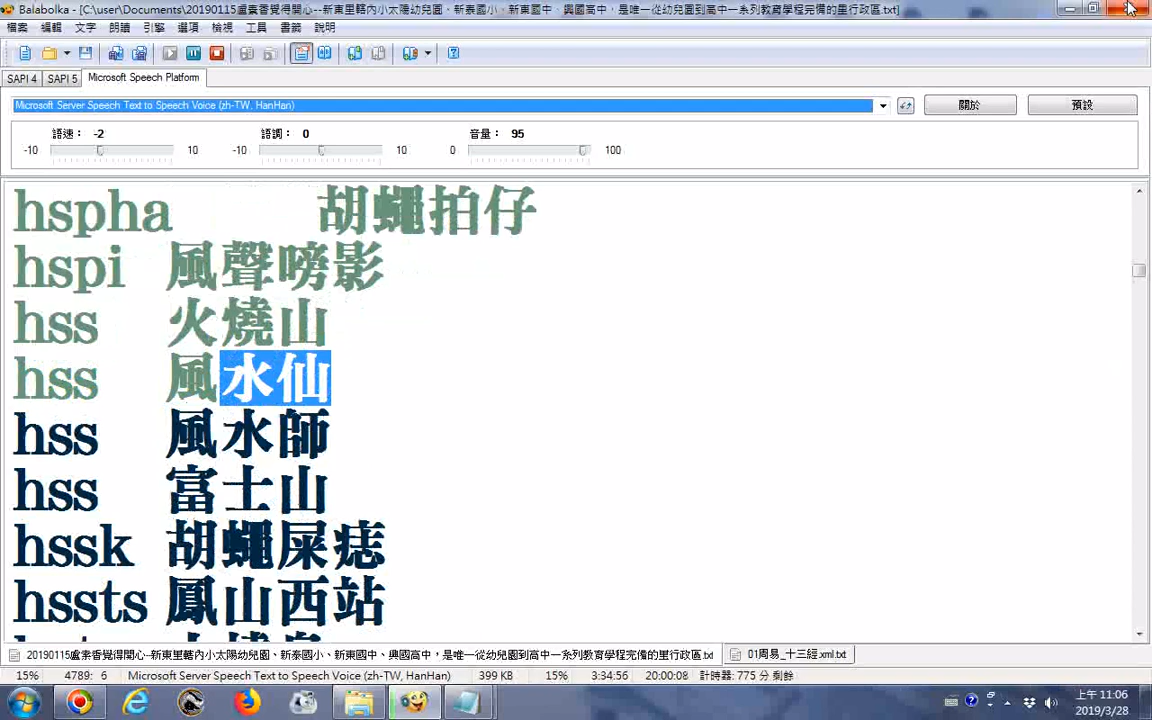 Balabolka - [C:\user\Documents\20190115盧素香覺得開心--新東里轄內小太陽幼兒園、新泰國小、新東國中、興國高中，是唯一從幼兒園到高中一系列教育學程完備的里行政區.txt]
檔案 編輯 文字 朗讀 引擎 選項 檢視 工具 書籤 說明
SAPI 4 SAPI 5 Microsoft Speech Platform
Microsoft Server Speech Text to Speech Voice (zh-TW, HanHan) 關於 預設
語速： -2 語調： 0 音量： 95
-10 10 -10 10 0 100
hspha 胡蠅拍仔
hspi 風聲嗙影
hss 火燒山
hss 風水仙
hss 風水師
hss 富士山
hssk 胡蠅屎痣
hssts 鳳山西站
20190115盧素香覺得開心--新東里轄內小太陽幼兒園、新泰國小、新東國中、興國高中，是唯一從幼兒園到高中一系列教育學程完備的里行政區.txt 01周易_十三經.xml.txt
15% 4789: 6 Microsoft Server Speech Text to Speech Voice (zh-TW, HanHan) 399 KB 15% 3:34:56 20:00:08 計時器: 775 分 剩餘
上午 11:06
2019/3/28